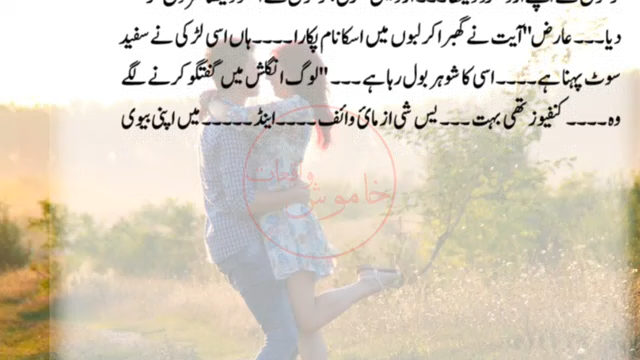 دیا۔۔۔ عارض" آیت نے گھبرا کر لبوں میں اسکا نام پکارا۔۔۔۔ ہاں اسی لڑکی نے سفید
سوٹ پہنا ہے۔۔۔۔ اسی کا شوہر بول رہا ہے۔۔۔ "لوگ انگلش میں گفتگو کرنے لگے
وہ۔۔۔۔ کنفیوز تھی بہت۔۔۔ یس شی از مائ وائف۔۔۔۔ اینڈ۔۔۔۔۔۔ میں اپنی بیوی
خاموش